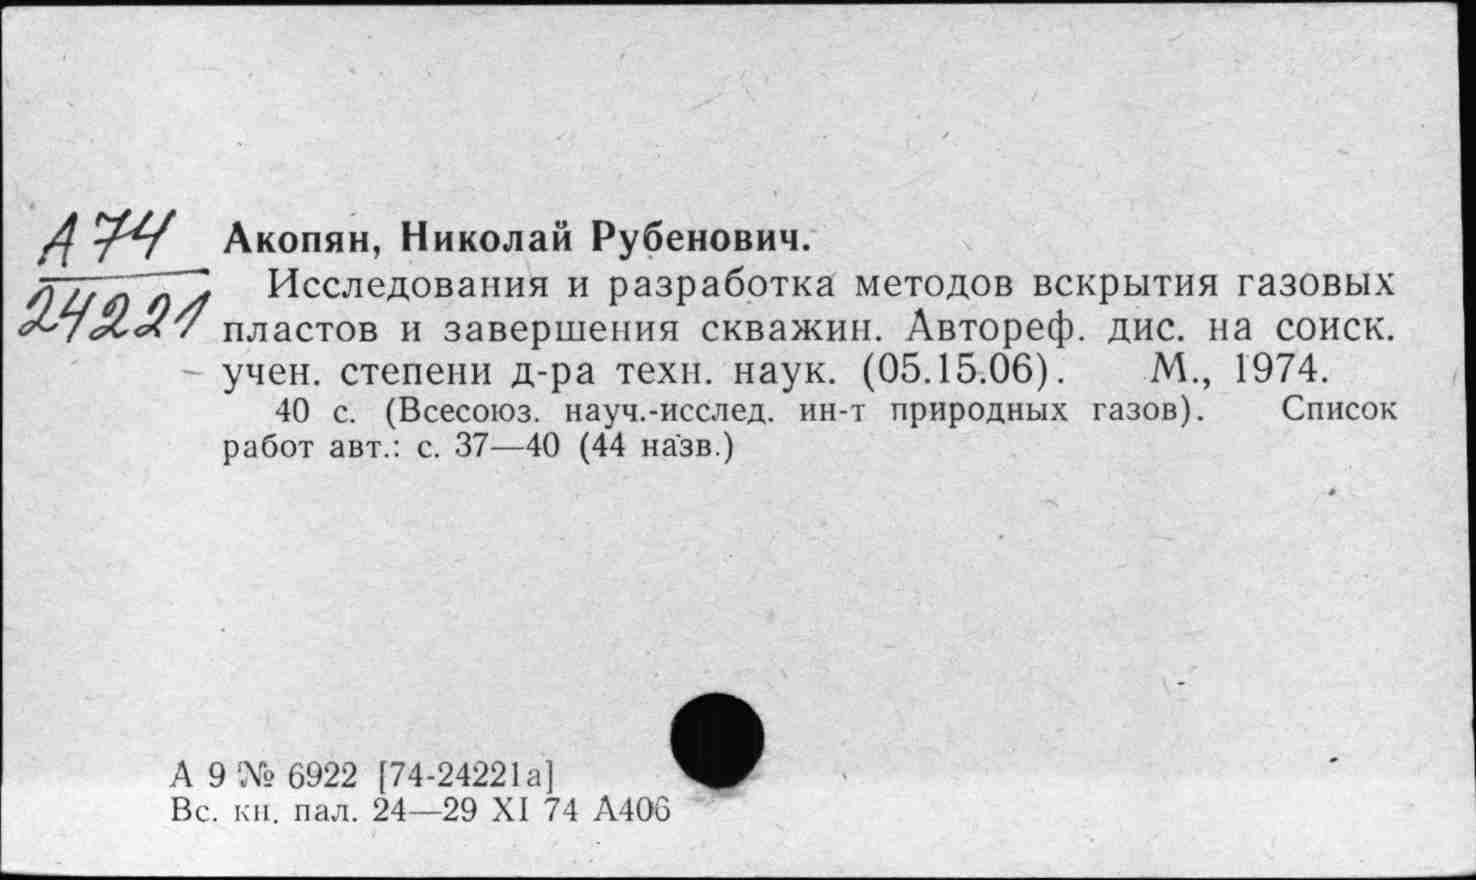 А74
24221
Акопян, Николай Рубенович.
Исследования и разработка методов вскрытия газовых
пластов и завершения скважин. Автореф. дис. на соиск.
учен. степени д-ра техн. наук. (05.15.06). М., 1974.
40 с. (Всесоюз. науч.-исслед. ин-т природных газов). Список
работ авт.: с. 37—40 (44 назв.)
А 9 № 6922 [74-24221а]
Вс. кн. пал. 24—29 XI 74 А406